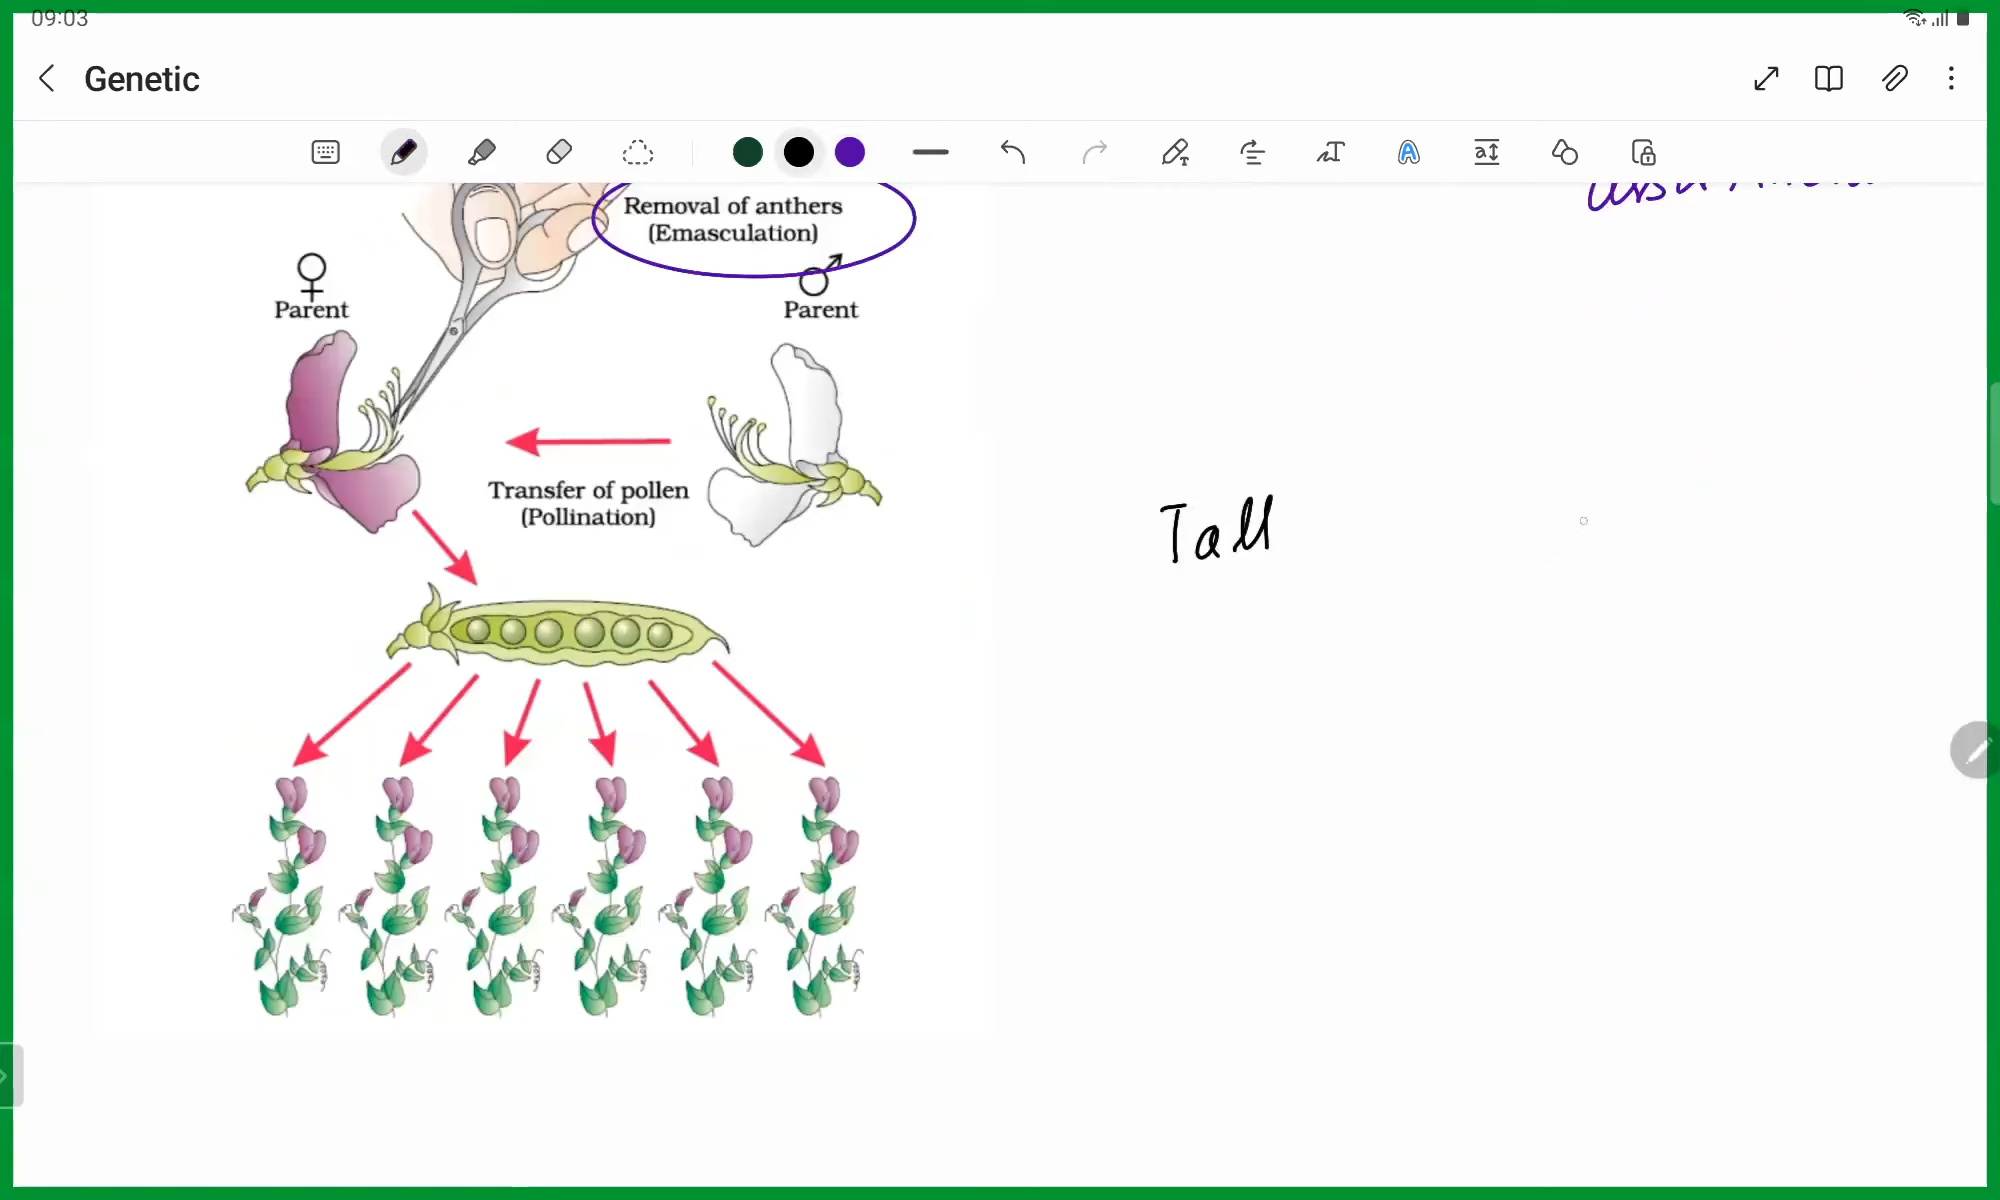 09:03
Genetic
Removal of anthers
(Emasculation)
♀
Parent
♂
Parent
Transfer of pollen
(Pollination)
Tall